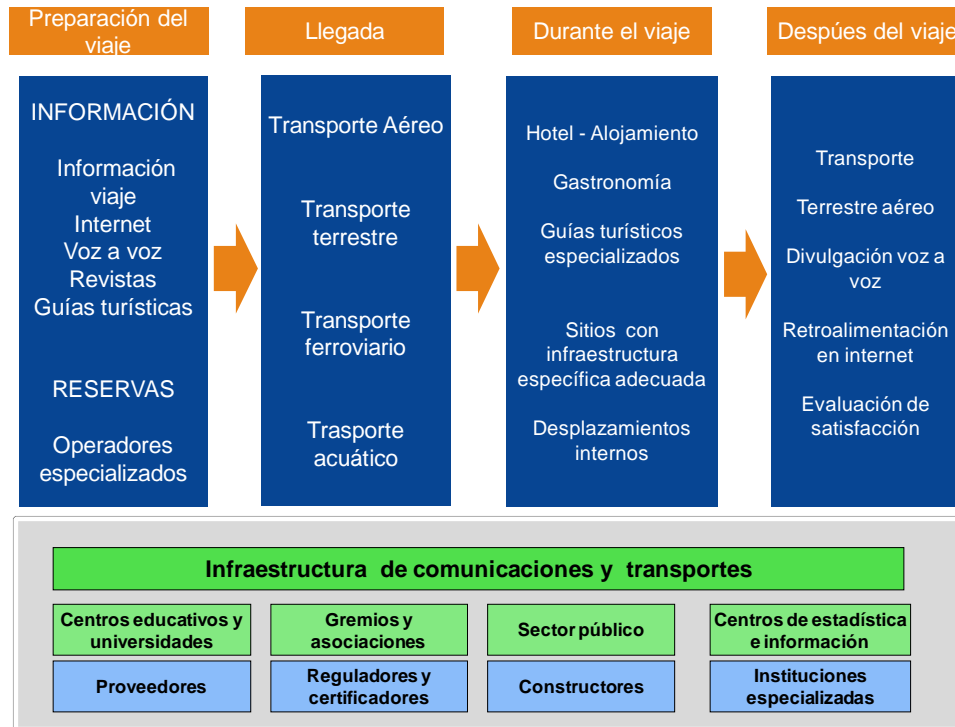 Preparación del
viaje
Llegada
Durante el viaje
Despúes del viaje
INFORMACIÓN
Información
viaje
Internet
Voz a voz
Revistas
Guías turísticas
RESERVAS
Operadores
especializados
Transporte Aéreo
Transporte
terrestre
Transporte
ferroviario
Trasporte
acuático
Hotel - Alojamiento
Gastronomía
Guías turísticos
especializados
Sitios con
infraestructura
específica adecuada
Desplazamientos
internos
Transporte
Terrestre aéreo
Divulgación voz a
voz
Retroalimentación
en internet
Evaluación de
satisfacción
Infraestructura de comunicaciones y transportes
Centros educativos y
universidades
Gremios y
asociaciones
Sector público
Centros de estadística
e información
Proveedores
Reguladores y
certificadores
Constructores
Instituciones
especializadas